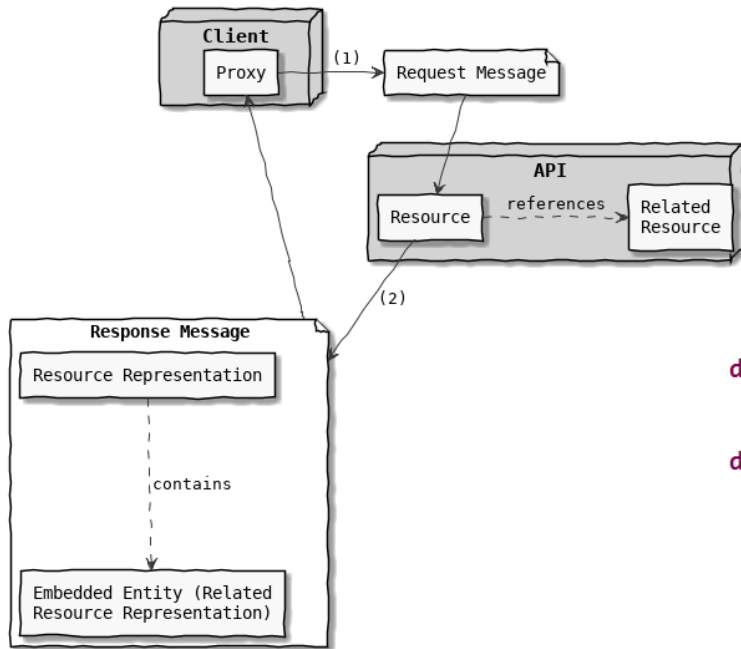 Client
Proxy
(1)
Request Message
API
Resource
references
Related
Resource
(2)
Response Message
Resource Representation
contains
Embedded Entity (Related
Resource Representation)
d
d